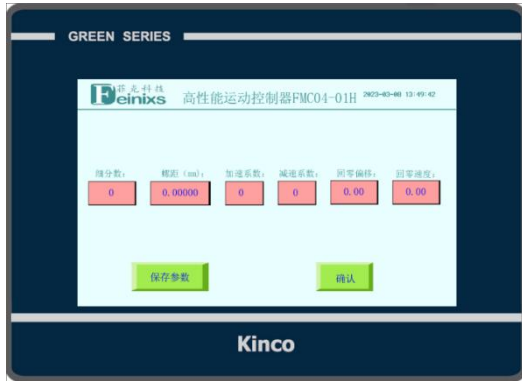 GREEN SERIES
菲尼科技
Feinixs
高性能运动控制器FMC04-01H
2023-03-08 13:49:42
细分数： 螺距（mm）： 加速系数： 减速系数： 回零偏移： 回零速度：
0 0.00000 0 0 0.00 0.00
保存参数 确认
Kinco